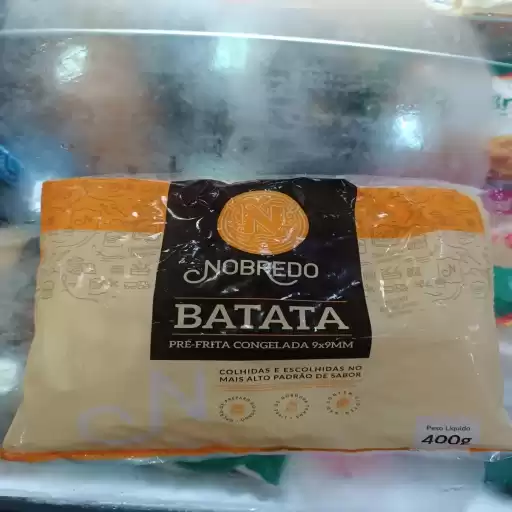 N
NOBREDO
BATATA
PRÉ-FRITA CONGELADA 9x9MM
COLHIDAS E ESCOLHIDAS NO
MAIS ALTO PADRÃO DE SABOR
Peso Líquido
400g